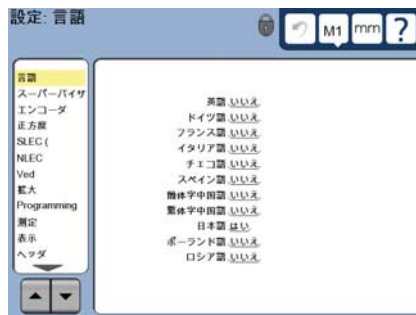 設定: 言語
M1
mm
?
言語
スーパーバイザ
エンコーダ
正方度
SLEC (
NLEC
Ved
拡大
Programming
測定
表示
ヘッダ
英語 いいえ
ドイツ語 いいえ
フランス語 いいえ
イタリア語 いいえ
チェコ語 いいえ
スペイン語 いいえ
簡体字中国語 いいえ
繁体字中国語 いいえ
日本語 はい
ポーランド語 いいえ
ロシア語 いいえ